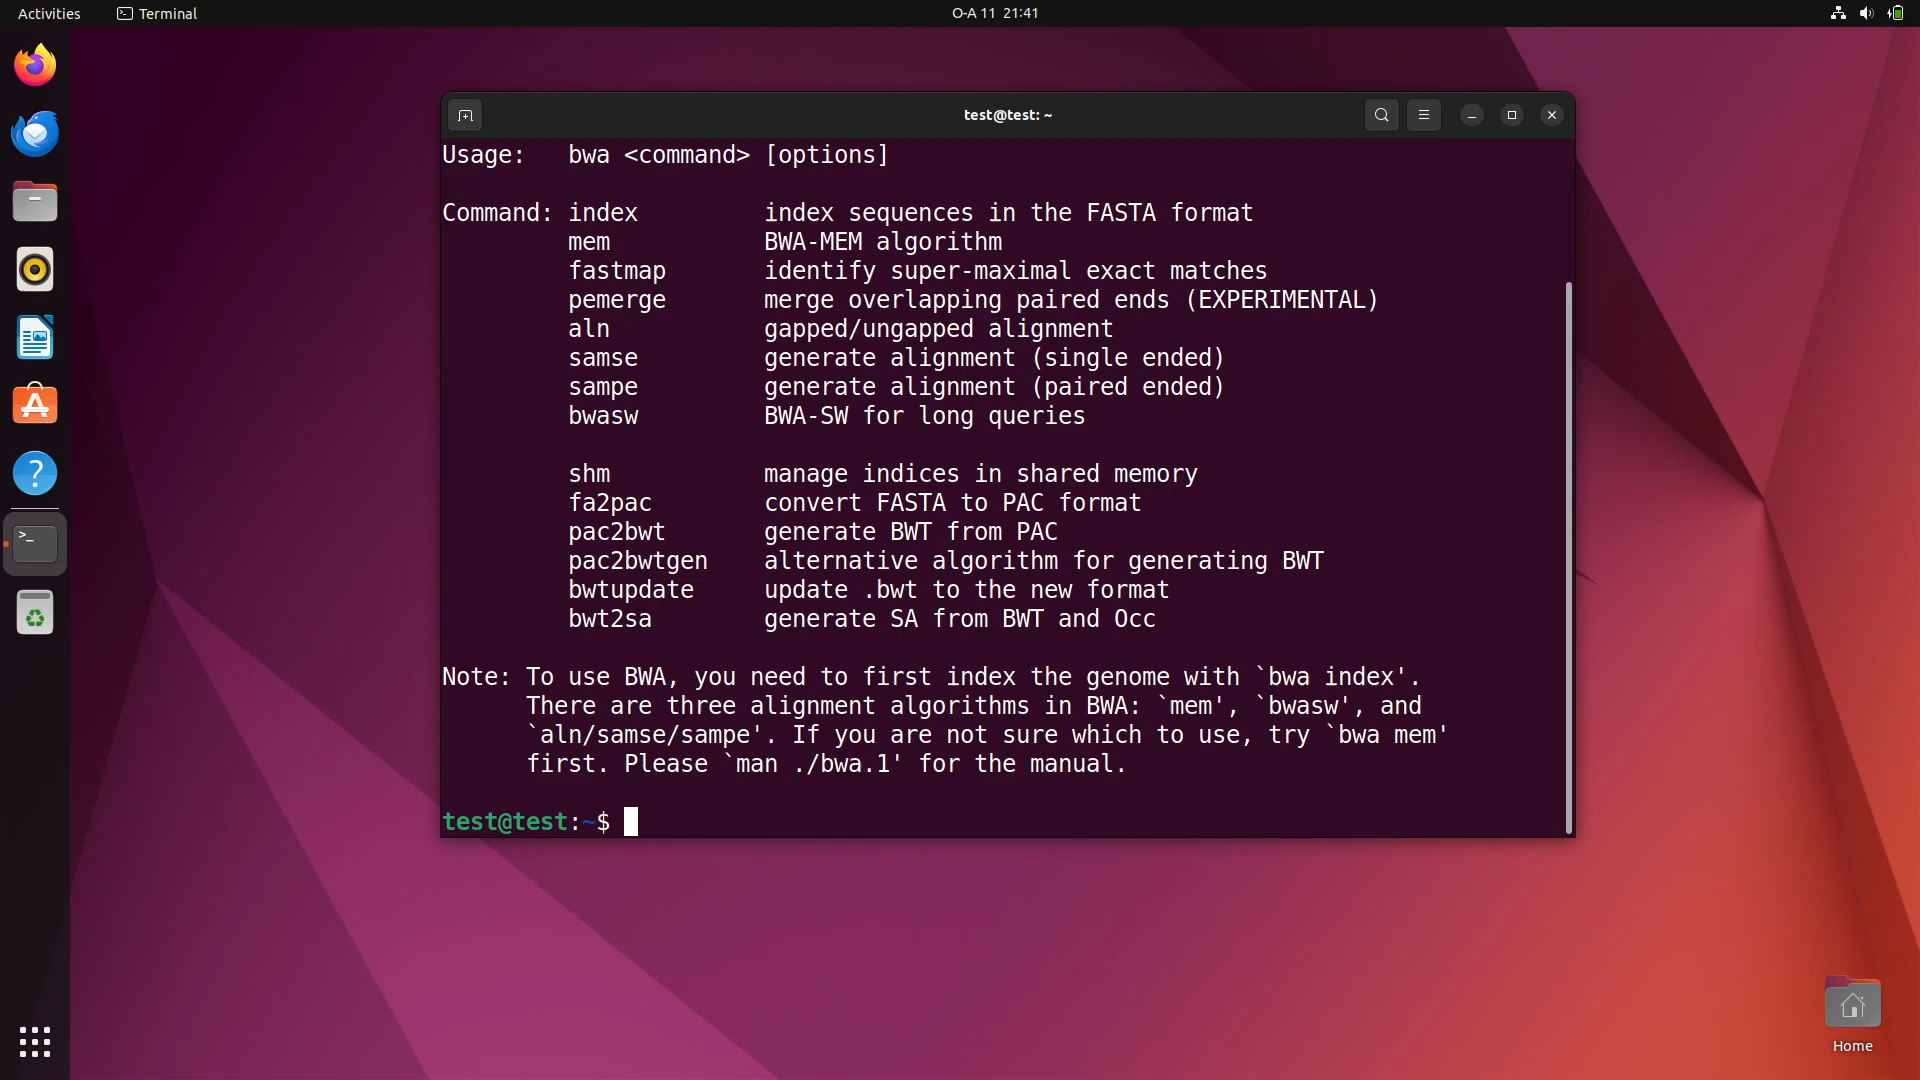 Activities
Terminal
O-A 11 21:41
test@test: ~
Usage:   bwa <command> [options]
Command: index         index sequences in the FASTA format
         mem           BWA-MEM algorithm
         fastmap       identify super-maximal exact matches
         pemerge       merge overlapping paired ends (EXPERIMENTAL)
         aln           gapped/ungapped alignment
         samse         generate alignment (single ended)
         sampe         generate alignment (paired ended)
         bwasw         BWA-SW for long queries
         shm           manage indices in shared memory
         fa2pac        convert FASTA to PAC format
         pac2bwt       generate BWT from PAC
         pac2bwtgen    alternative algorithm for generating BWT
         bwtupdate     update .bwt to the new format
         bwt2sa        generate SA from BWT and Occ
Note: To use BWA, you need to first index the genome with `bwa index'.
      There are three alignment algorithms in BWA: `mem', `bwasw', and
      `aln/samse/sampe'. If you are not sure which to use, try `bwa mem'
      first. Please `man ./bwa.1' for the manual.
test@test:~$
Home